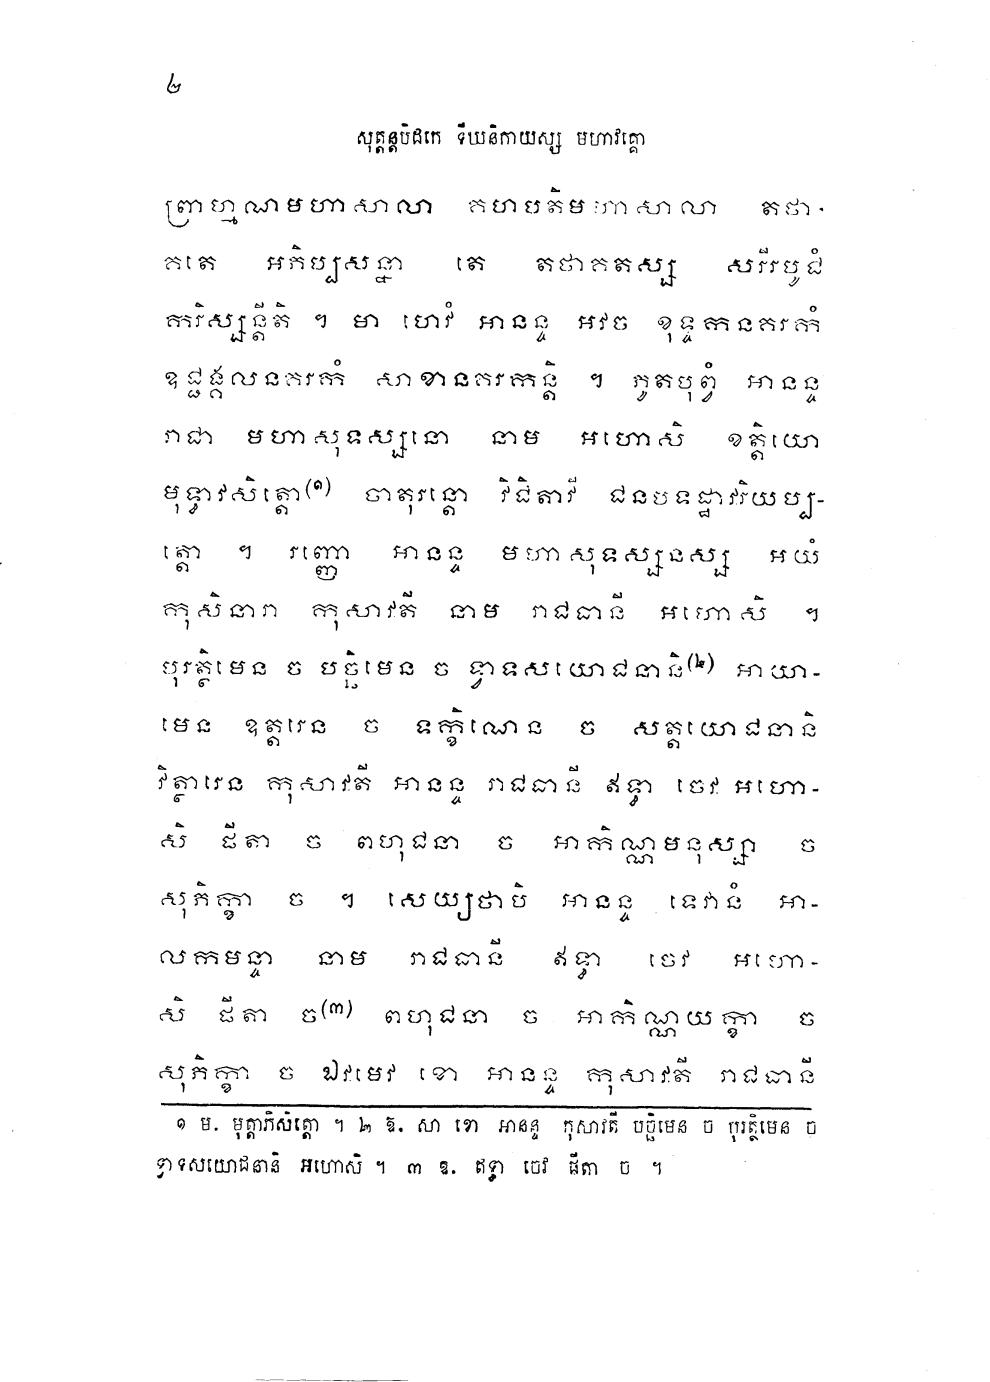 ២
សុត្តន្តបិដកេ ទីឃនិកាយស្ស មហាវគ្គោ
ព្រាហ្មណមហាសាលា គហបតិមហាសាលា តថា-
គតេ អភិប្បសន្នា តេ តថាគតស្ស សរីរបូជំ
ករិស្សន្តីតិ ។ មា ហេវំ អានន្ទ អវច ខុទ្ទកនគរកំ
ឧជ្ជង្គលនគរកំ សាខានគរកន្តិ ។ ភូតបុព្វំ អានន្ទ
រាជា មហាសុទស្សនោ នាម អហោសិ ខត្តិយោ
មុទ្ធាវសិត្តោ(១) ចាតុរន្តោ វិជិតាវី ជនបទដ្ឋាវរិយប្ប-
ត្តោ ។ រញ្ញោ អានន្ទ មហាសុទស្សនស្ស អយំ
កុសិនារា កុសាវតី នាម រាជធានី អហោសិ ។
បុរត្ថិមេន ច បច្ឆិមេន ច ទ្វាទសយោជនានិ(២) អាយា-
មេន ឧត្តរេន ច ទក្ខិណេន ច សត្តយោជនានិ
វិត្ថារេន កុសាវតី អានន្ទ រាជធានី ឥទ្ធា ចេវ អហោ-
សិ ផីតា ច ពហុជនា ច អាកិណ្ណមនុស្សា ច
សុភិក្ខា ច ។ សេយ្យថាបិ អានន្ទ ទេវានំ អា-
លកមន្ទា នាម រាជធានី ឥទ្ធា ចេវ អហោ-
សិ ផីតា ច(៣) ពហុជនា ច អាកិណ្ណយក្ខា ច
សុភិក្ខា ច ឯវមេវ ខោ អានន្ទ កុសាវតី រាជធានី
១ ម. មុត្តាភិសិត្តោ ។ ២ ឱ. សា ខោ អានន្ទ កុសាវតី បច្ឆិមេន ច បុរត្ថិមេន ច
ទ្វាទសយោជនានិ អហោសិ ។ ៣ ឱ. ឥទ្ធា ចេវ ផីតា ច ។